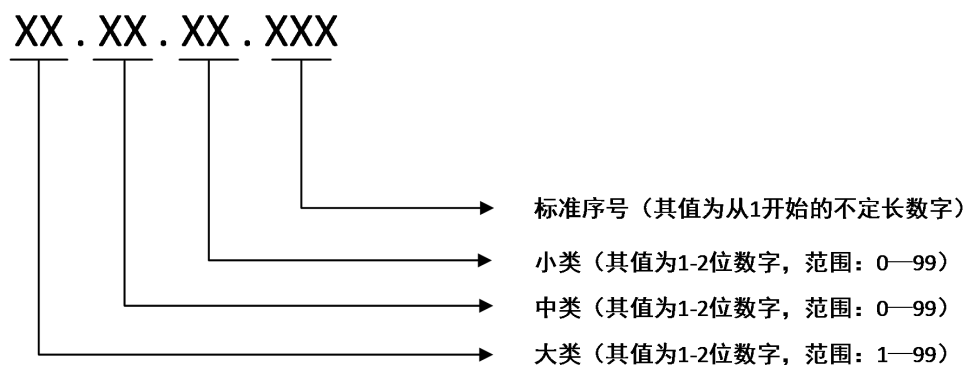 XX . XX . XX . XXX
标准序号（其值为从1开始的不定长数字）
小类（其值为1-2位数字，范围：0—99）
中类（其值为1-2位数字，范围：0—99）
大类（其值为1-2位数字，范围：1—99）